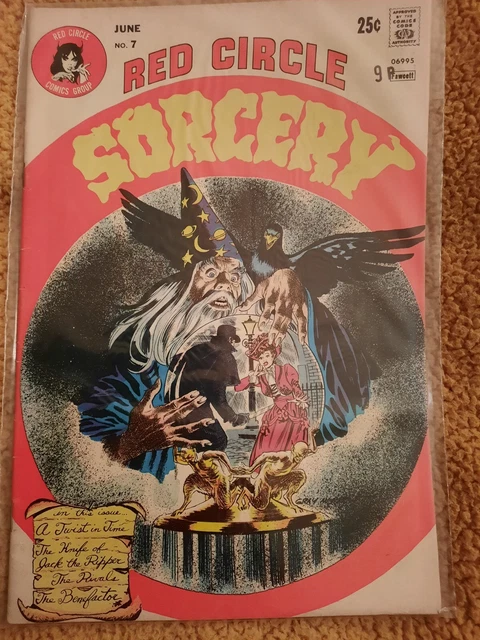 RED CIRCLE
COMICS GROUP
JUNE
NO. 7
25¢
APPROVED
BY THE
COMICS
CODE
AUTHORITY
06995
9
Fawcett
RED CIRCLE
SORCERY
GRAY
in this issue...
A Twist in Time
The Knife of
Jack the Ripper
The Rivals
The Benefactor